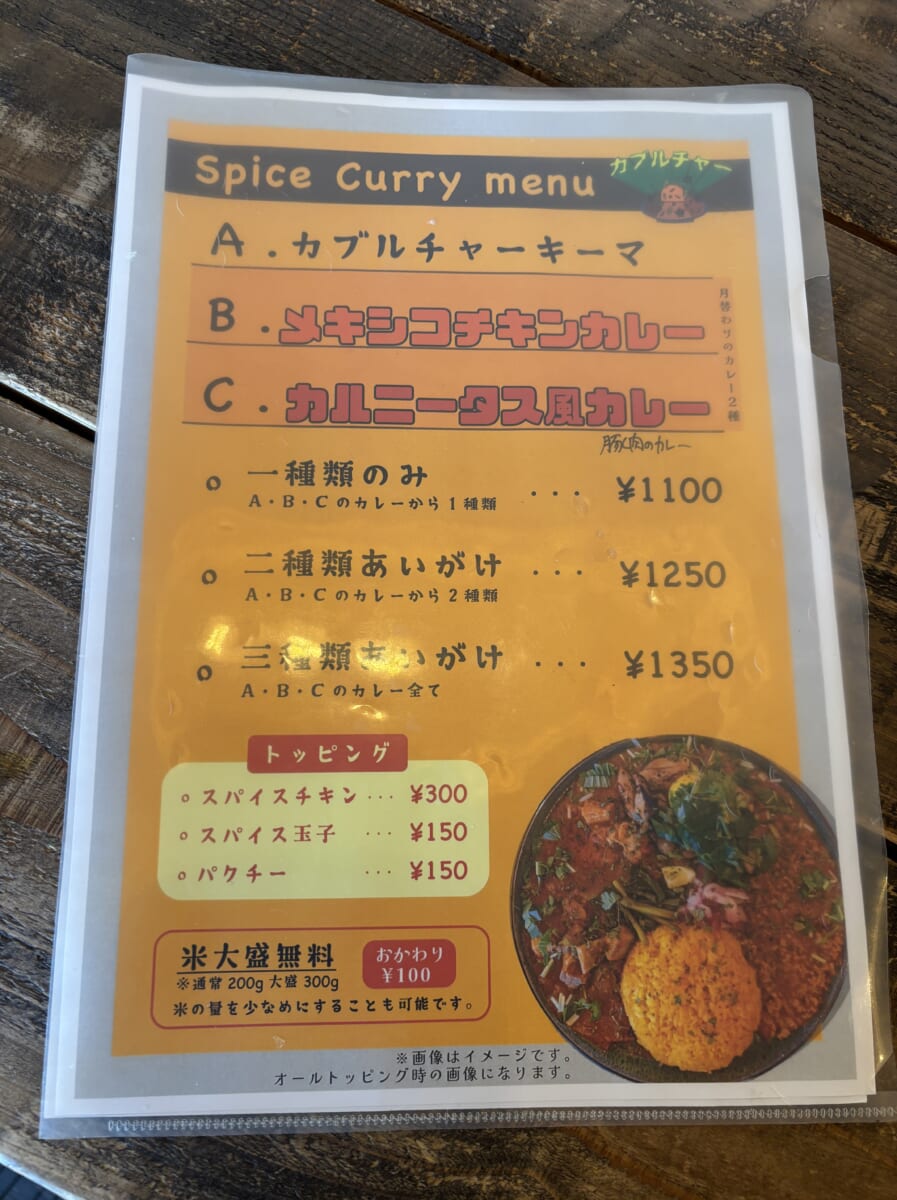 Spice Curry menu
カブルチャー
A.カブルチャーキーマ
B.メキシコチキンカレー
C.カルニータス風カレー
月替わりのカレー2種
豚肉のカレー
一種類のみ ... ¥1100
A・B・Cのカレーから1種類
二種類あいがけ ... ¥1250
A・B・Cのカレーから2種類
三種類あいがけ ... ¥1350
A・B・Cのカレー全て
トッピング
スパイスチキン ... ¥300
スパイス玉子 ... ¥150
パクチー ... ¥150
米大盛無料
※通常 200g 大盛 300g
米の量を少なめにすることも可能です。
おかわり
¥100
※画像はイメージです。
オールトッピング時の画像になります。